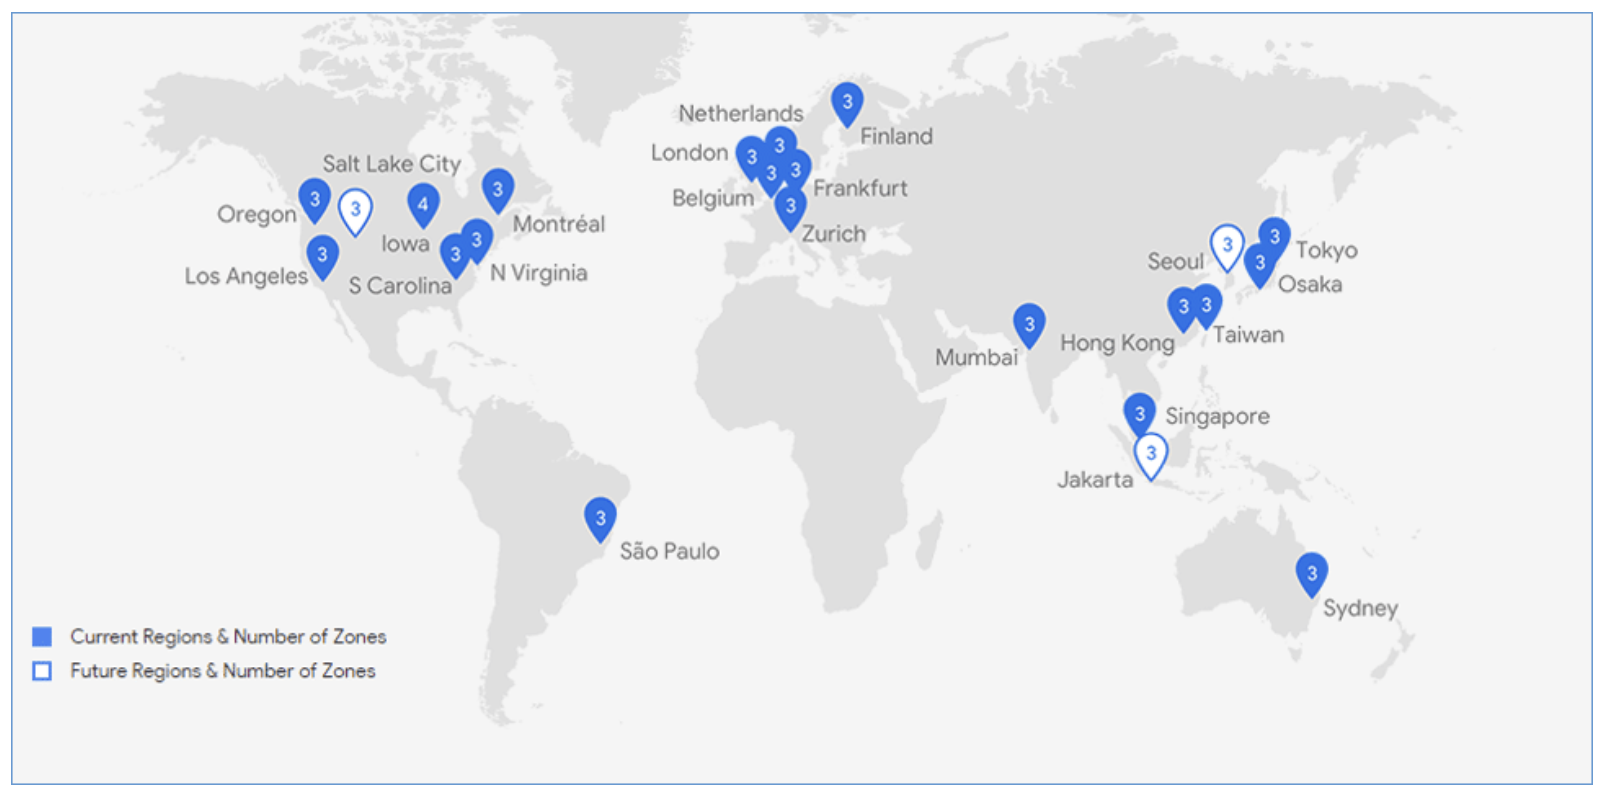 Netherlands
3
Finland
London
3
3
3
3
Belgium
Frankfurt
3
Zurich
Salt Lake City
3
3
4
3
Oregon
Montréal
Iowa
3
3
3
Los Angeles
S Carolina
N Virginia
3
3
3
Seoul
Tokyo
Osaka
3
3
3
Mumbai
Hong Kong
Taiwan
3
Singapore
3
Jakarta
3
São Paulo
3
Sydney
Current Regions & Number of Zones
Future Regions & Number of Zones